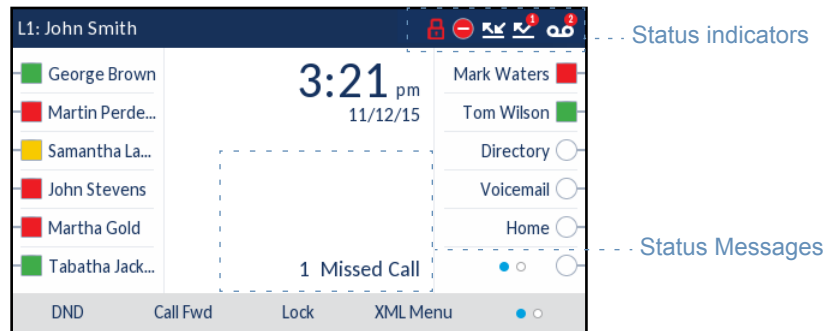 L1: John Smith
1
2
Status indicators
George Brown
3:21 pm
Mark Waters
Martin Perde...
11/12/15
Tom Wilson
Samantha La...
Directory
John Stevens
Voicemail
Martha Gold
Home
Status Messages
Tabatha Jack...
1 Missed Call
DND
Call Fwd
Lock
XML Menu